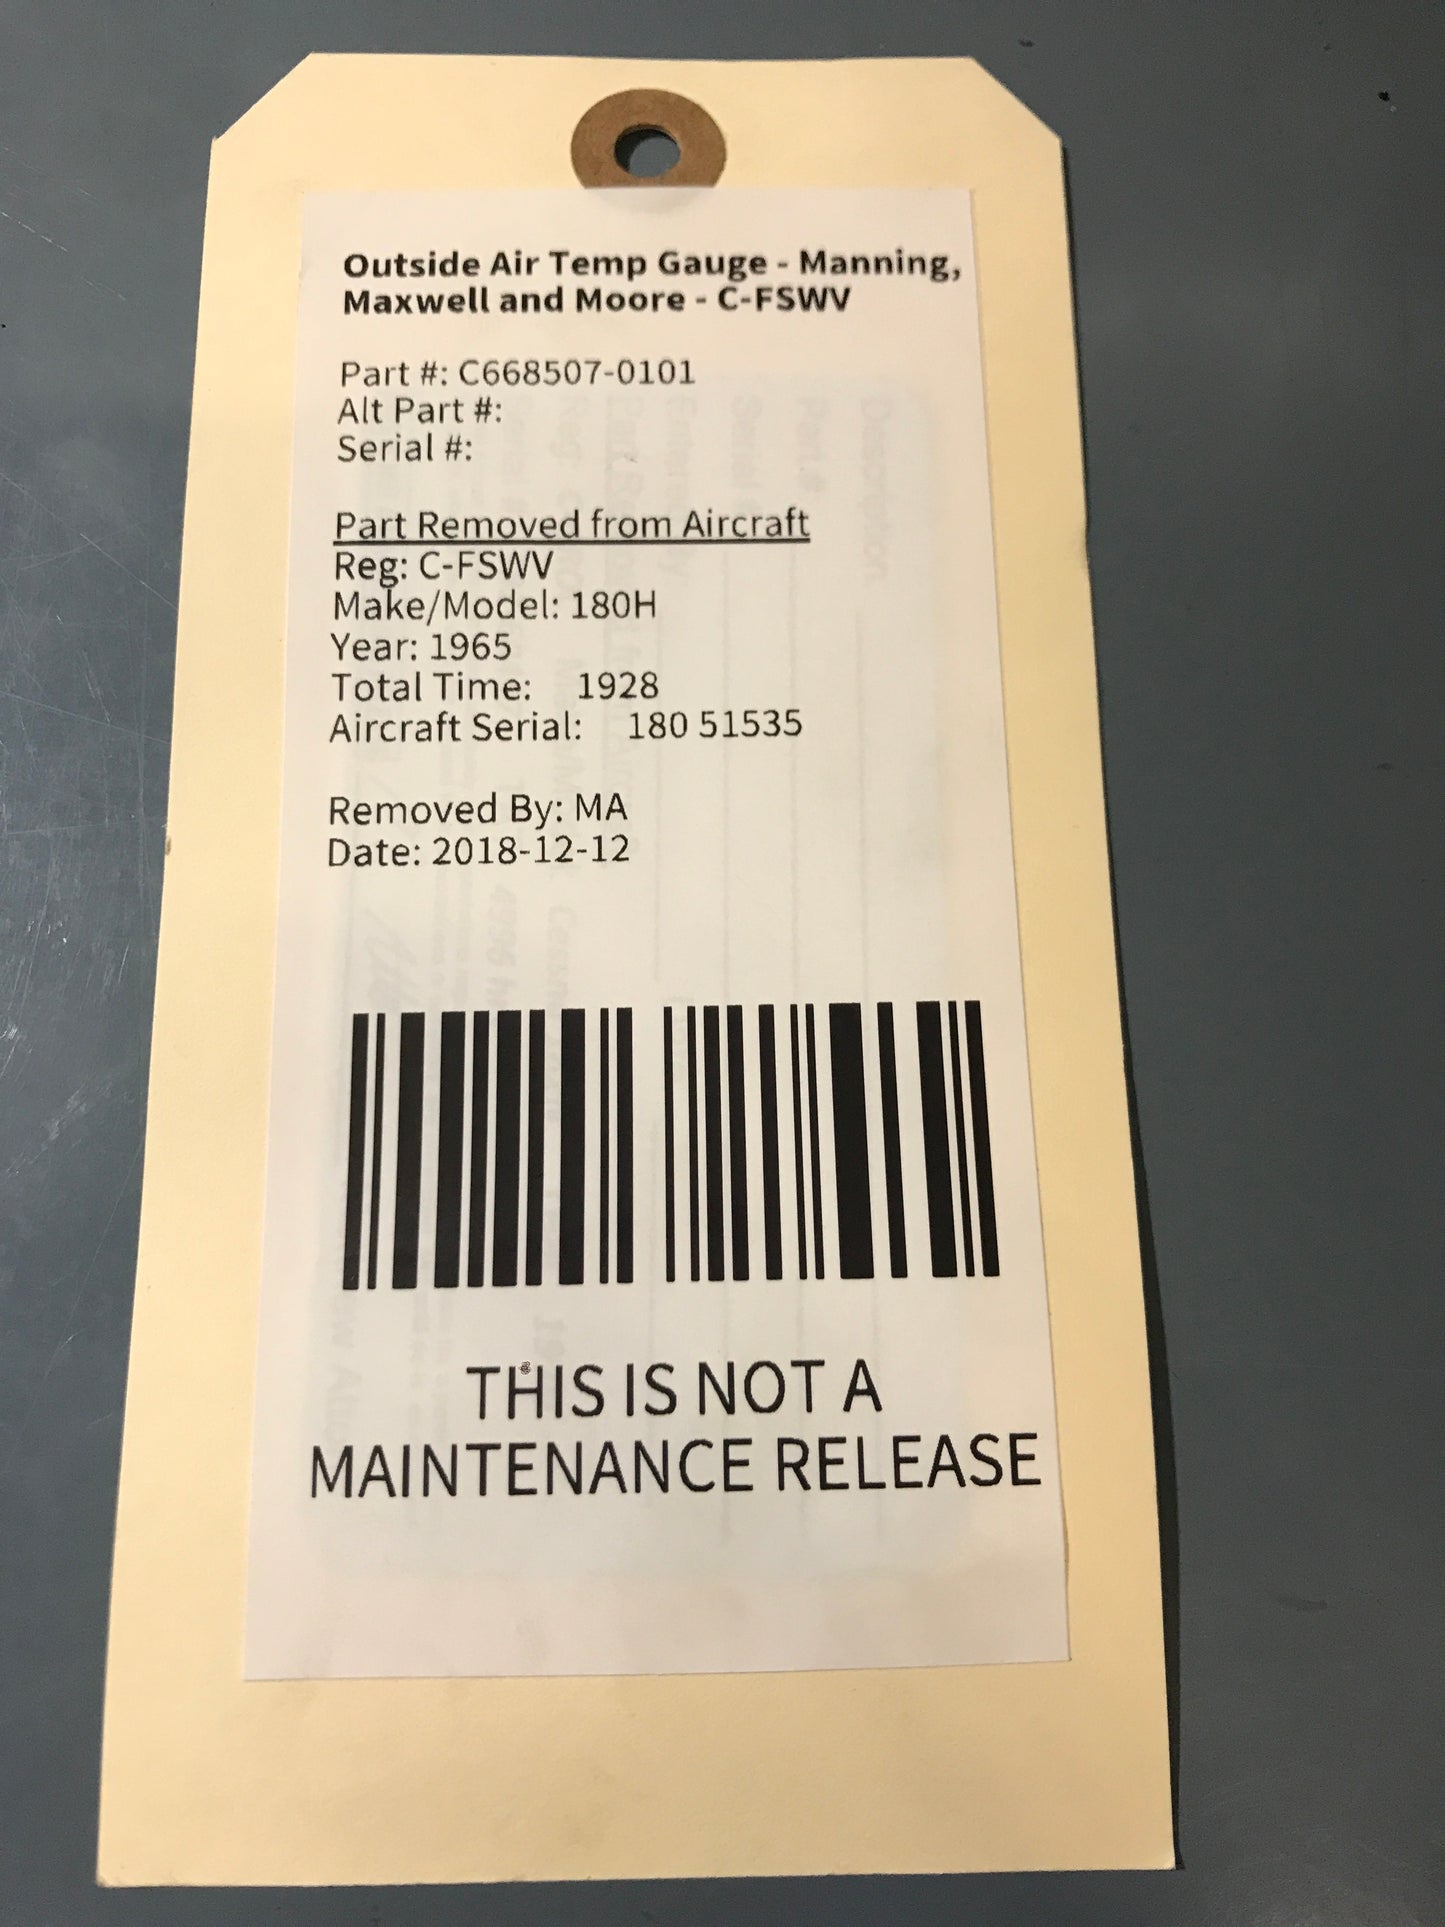 Outside Air Temp Gauge - Manning,
Maxwell and Moore - C-FSWV
Part #: C668507-0101
Alt Part #:
Serial #:
Part Removed from Aircraft
Reg: C-FSWV
Make/Model: 180H
Year: 1965
Total Time: 1928
Aircraft Serial: 180 51535
Removed By: MA
Date: 2018-12-12
THIS IS NOT A
MAINTENANCE RELEASE